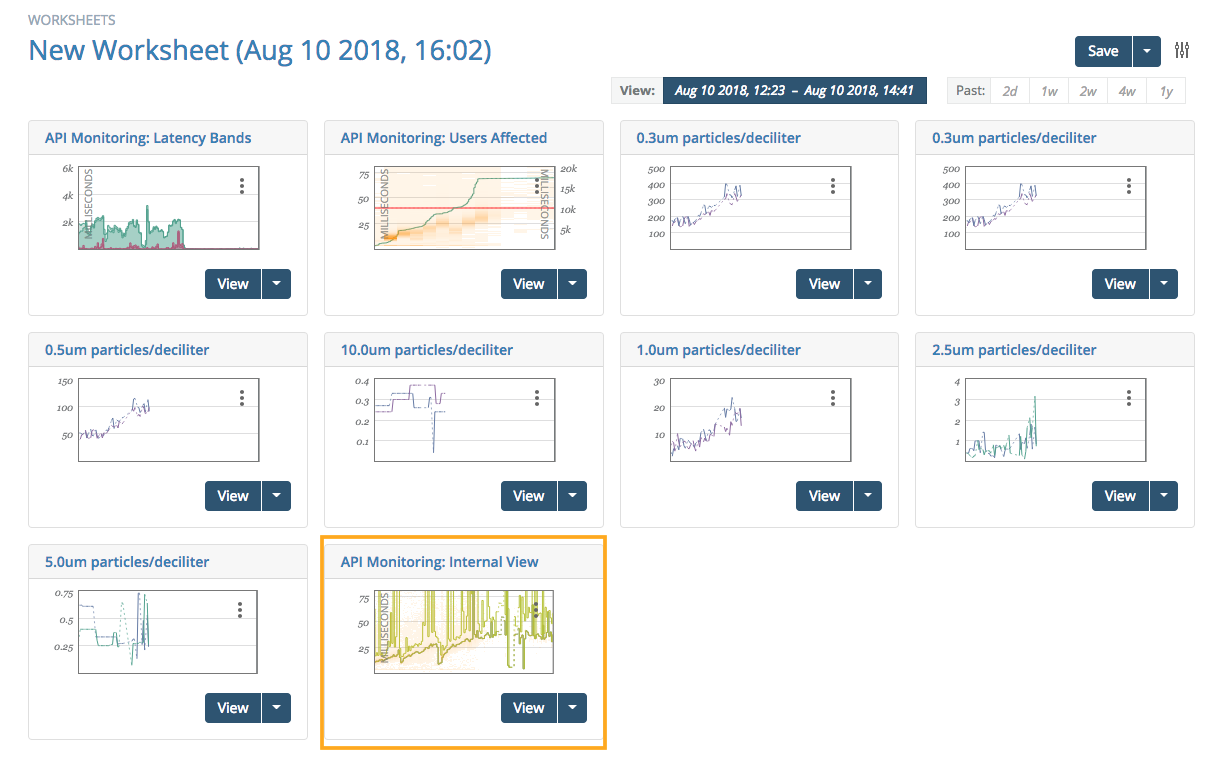 WORKSHEETS
New Worksheet (Aug 10 2018, 16:02)
Save
View: Aug 10 2018, 12:23 – Aug 10 2018, 14:41 Past: 2d 1w 2w 4w 1y
API Monitoring: Latency Bands
6k
4k
2k
MILLISECONDS
View
API Monitoring: Users Affected
75
50
25
MILLISECONDS
20k
15k
10k
5k
MILLISECONDS
View
0.3um particles/deciliter
500
400
300
200
100
View
0.3um particles/deciliter
500
400
300
200
100
View
0.5um particles/deciliter
150
100
50
View
10.0um particles/deciliter
0.4
0.3
0.2
0.1
View
1.0um particles/deciliter
30
20
10
View
2.5um particles/deciliter
4
3
2
1
View
5.0um particles/deciliter
0.75
0.5
0.25
View
API Monitoring: Internal View
75
50
25
MILLISECONDS
View